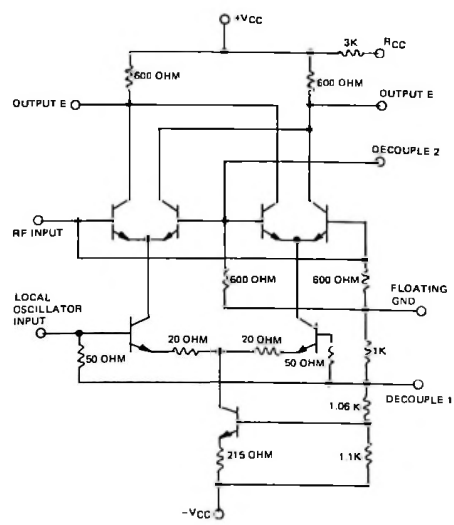 +VCC
3K
RCC
600 OHM
600 OHM
OUTPUT E
OUTPUT E
DECOUPLE 2
RF INPUT
600 OHM
600 OHM
FLOATING
GND
LOCAL
OSCILLATOR
INPUT
20 OHM
20 OHM
50 OHM
50 OHM
1K
DECOUPLE 1
1.06 K
215 OHM
1.1K
-VCC